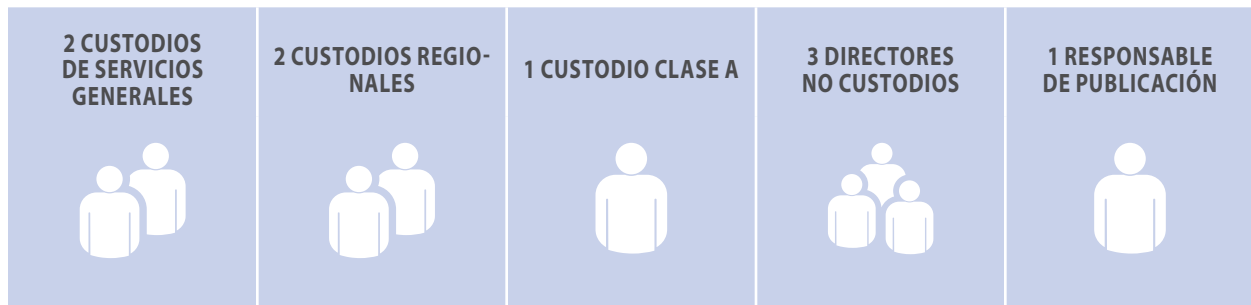 2 CUSTODIOS
DE SERVICIOS
GENERALES
2 CUSTODIOS REGIO-
NALES
1 CUSTODIO CLASE A
3 DIRECTORES
NO CUSTODIOS
1 RESPONSABLE
DE PUBLICACIÓN